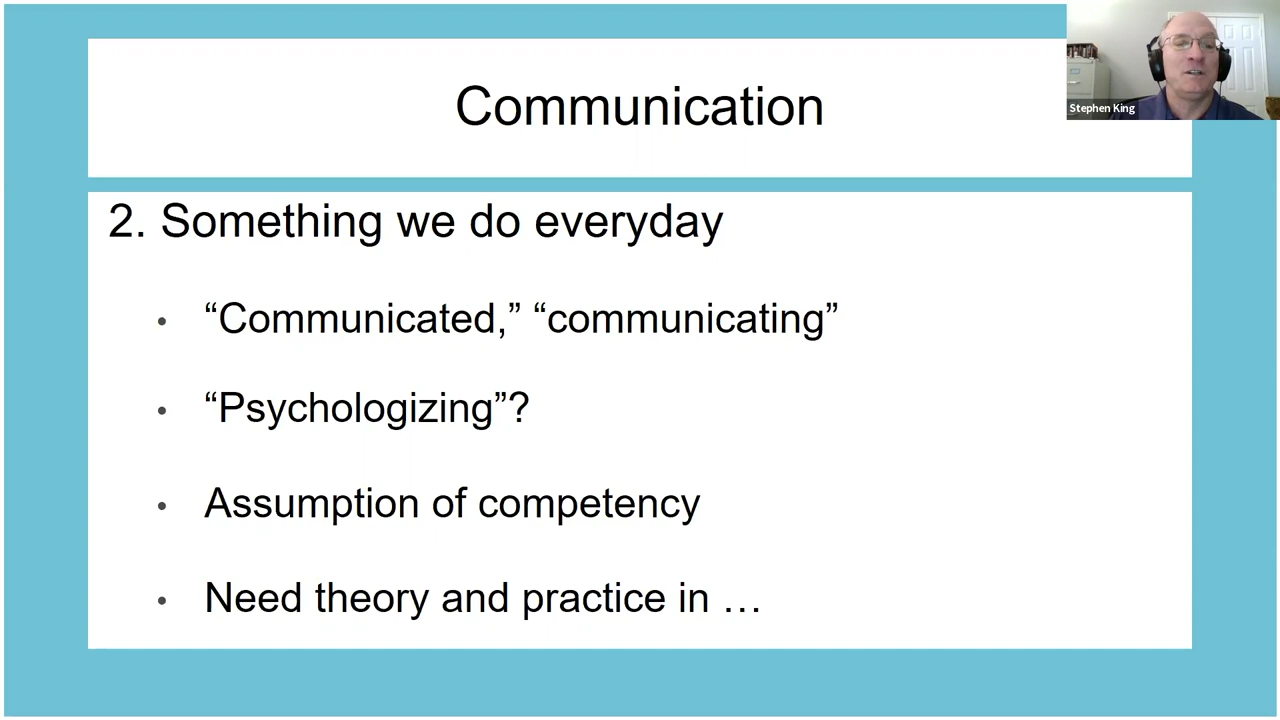 Communication
Stephen King
2. Something we do everyday
• “Communicated,” “communicating”
• “Psychologizing”?
• Assumption of competency
• Need theory and practice in …